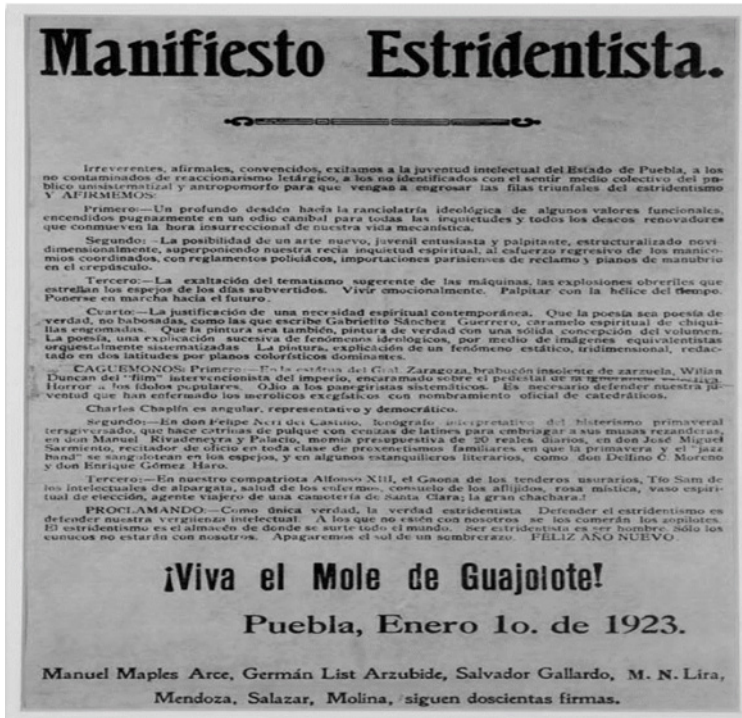 Manifiesto Estridentista.
Irreverentes, afirmales, convencidos, exitamos a la juventud intelectual del Estado de Puebla, a los
no contaminados de reaccionarismo letárgico, a los no identificados con el sentir medio colectivo del pu-
blico unisistematizal y antropomorfo para que vengan a engrosar las filas triunfales del estridentismo
Y AFIRMEMOS:
Primero:—Un profundo desdén hacia la ranciolatría ideológica de algunos valores funcionales,
encendidos pugnazmente en un odio caníbal para todas las inquietudes y todos los deseos renovadores
que conmueven la hora insurreccional de nuestra vida mecanística.
Segundo:—La posibilidad de un arte nuevo, juvenil entusiasta y palpitante, estructuralizado novi-
dimensionalmente, superponiendo nuestra recia inquietud espiritual, al esfuerzo regresivo de los manico-
mios coordinados, con reglamentos policíacos, importaciones parisienses de reclamo y pianos de manubrio
en el crepúsculo.
Tercero:—La exaltación del tematismo sugerente de las máquinas, las explosiones obreriles que
estrellan los espejos de los días subvertidos. Vivir emocionalmente. Palpitar con la hélice del tiempo.
Ponerse en marcha hacia el futuro.
Cuarto:—La justificación de una necesidad espiritual contemporánea. Que la poesía sea poesía de
verdad, no babosadas, como las que escribe Gabrielito Sánchez Guerrero, caramelo espiritual de chiqui-
llas engomadas. Que la pintura sea también, pintura de verdad con una sólida concepción del volumen.
La poesía, una explicación sucesiva de fenómenos ideológicos, por medio de imágenes equivalentistas
orquestalmente sistematizadas La pintura, explicación de un fenómeno estático, tridimensional, redac-
tado en dos latitudes por planos colorísticos dominantes.
CAGUEMONOS: Primero:—En la estatua del Gral. Zaragoza, brabucón insolente de zarzuela, Wilian
Duncan del "film" intervencionista del imperio, encaramado sobre el pedestal de la
Horror a los ídolos populares. Odio a los panegiristas sistemáticos. Es necesario defender nuestra ju-
ventud que han enfermado los merolicos exegísticos con nombramiento oficial de catedráticos.
Charles Chaplin es angular, representativo y democrático.
Segundo:—En don Felipe Neri del Castillo, fonógrafo interpretativo del histerismo primaveral
tergiversado, que hace catrinas de pulque con cenizas de latines para embriagar a sus musas rezanderas,
en don Manuel Rivadeneyra y Palacio, momia presupuestiva de 20 reales diarios, en don José Miguel
Sarmiento, recitador de oficio en toda clase de proxenetismos familiares en que la primavera y el "jazz
band" se sangolotean en los espejos, y en algunos estanquilleros literarios, como don Delfino C. Moreno
y don Enrique Gómez Haro.
Tercero:—En nuestro compatriota Alfonso XIII, el Gaona de los tenderos usurarios, Tío Sam de
los intelectuales de alpargata, salud de los enfermos, consuelo de los afligidos, rosa mística, vaso espiri-
tual de elección, agente viajero de una camotería de Santa Clara; la gran chachara.!
PROCLAMANDO:—Como única verdad, la verdad estridentista Defender el estridentismo es
defender nuestra vergüenza intelectual. A los que no estén con nosotros se los comerán los zopilotes.
El estridentismo es el almacén de donde se surte todo el mundo. Ser estridentista es ser hombre. Sólo los
eunucos no estarán con nosotros. Apagaremos el sol de un sombrerazo. FELIZ AÑO NUEVO.
¡Viva el Mole de Guajolote!
Puebla, Enero 1o. de 1923.
Manuel Maples Arce, Germán List Arzubide, Salvador Gallardo, M. N. Lira,
Mendoza, Salazar, Molina, siguen doscientas firmas.